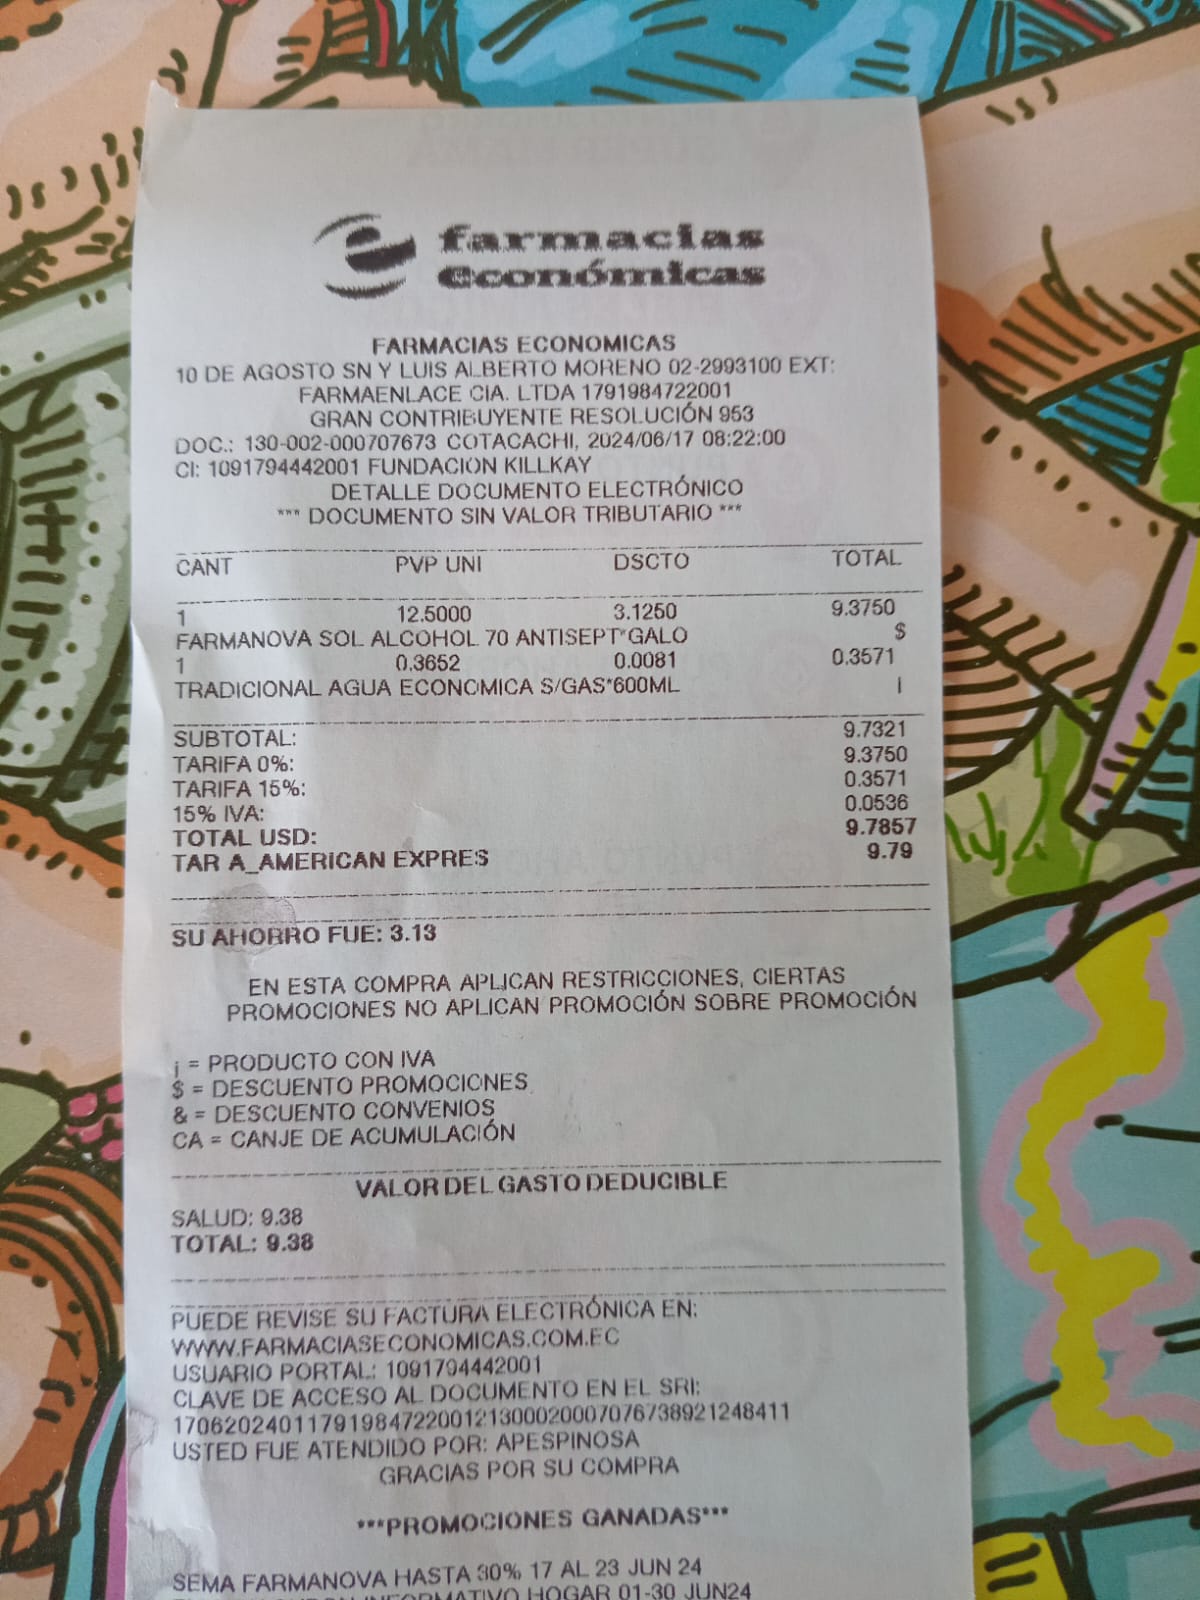 farmacias
económicas
FARMACIAS ECONOMICAS
10 DE AGOSTO SN Y LUIS ALBERTO MORENO 02-2993100 EXT:
FARMAENLACE CIA. LTDA 1791984722001
GRAN CONTRIBUYENTE RESOLUCIÓN 953
DOC.: 130-002-000707673 COTACACHI, 2024/06/17 08:22:00
CI: 1091794442001 FUNDACION KILLKAY
DETALLE DOCUMENTO ELECTRÓNICO
*** DOCUMENTO SIN VALOR TRIBUTARIO ***
CANT PVP UNI DSCTO TOTAL
1 12.5000 3.1250 9.3750
FARMANOVA SOL ALCOHOL 70 ANTISEPT*GALO $
1 0.3652 0.0081 0.3571
TRADICIONAL AGUA ECONOMICA S/GAS*600ML ¡
SUBTOTAL: 9.7321
TARIFA 0%: 9.3750
TARIFA 15%: 0.3571
15% IVA: 0.0536
TOTAL USD: 9.7857
TAR A_AMERICAN EXPRES 9.79
SU AHORRO FUE: 3.13
EN ESTA COMPRA APLICAN RESTRICCIONES, CIERTAS
PROMOCIONES NO APLICAN PROMOCIÓN SOBRE PROMOCIÓN
¡ = PRODUCTO CON IVA
$ = DESCUENTO PROMOCIONES
& = DESCUENTO CONVENIOS
CA = CANJE DE ACUMULACIÓN
VALOR DEL GASTO DEDUCIBLE
SALUD: 9.38
TOTAL: 9.38
PUEDE REVISE SU FACTURA ELECTRÓNICA EN:
WWW.FARMACIASECONOMICAS.COM.EC
USUARIO PORTAL: 1091794442001
CLAVE DE ACCESO AL DOCUMENTO EN EL SRI:
1706202401179198472200121300020007076738921248411
USTED FUE ATENDIDO POR: APESPINOSA
GRACIAS POR SU COMPRA
***PROMOCIONES GANADAS***
SEMA FARMANOVA HASTA 30% 17 AL 23 JUN 24
INFORMATIVO HOGAR 01-30 JUN24